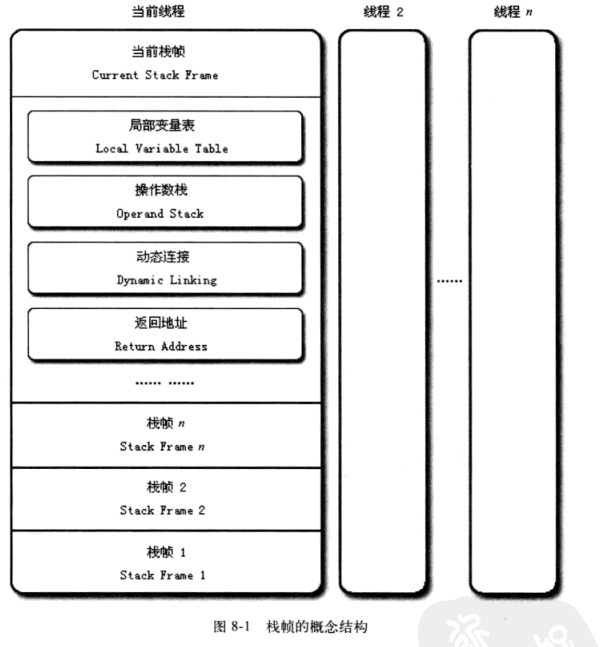 当前线程
线程 2
线程 n
当前栈帧
Current Stack Frame
局部变量表
Local Variable Table
操作数栈
Operand Stack
动态连接
Dynamic Linking
返回地址
Return Address
…… ……
……
栈帧 n
Stack Frame n
栈帧 2
Stack Frame 2
栈帧 1
Stack Frame 1
图 8-1 栈帧的概念结构